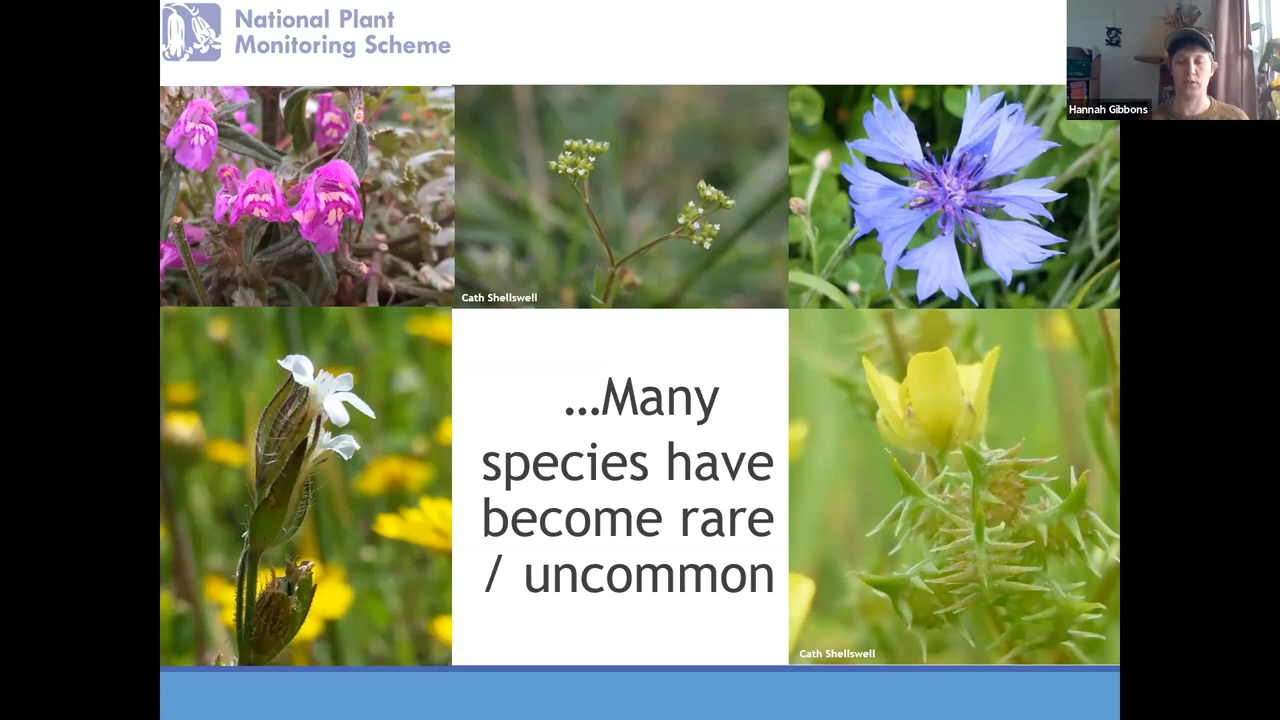 National Plant
Monitoring Scheme
Hannah Gibbons
Cath Shellswell
...Many
species have
become rare
/ uncommon
Cath Shellswell